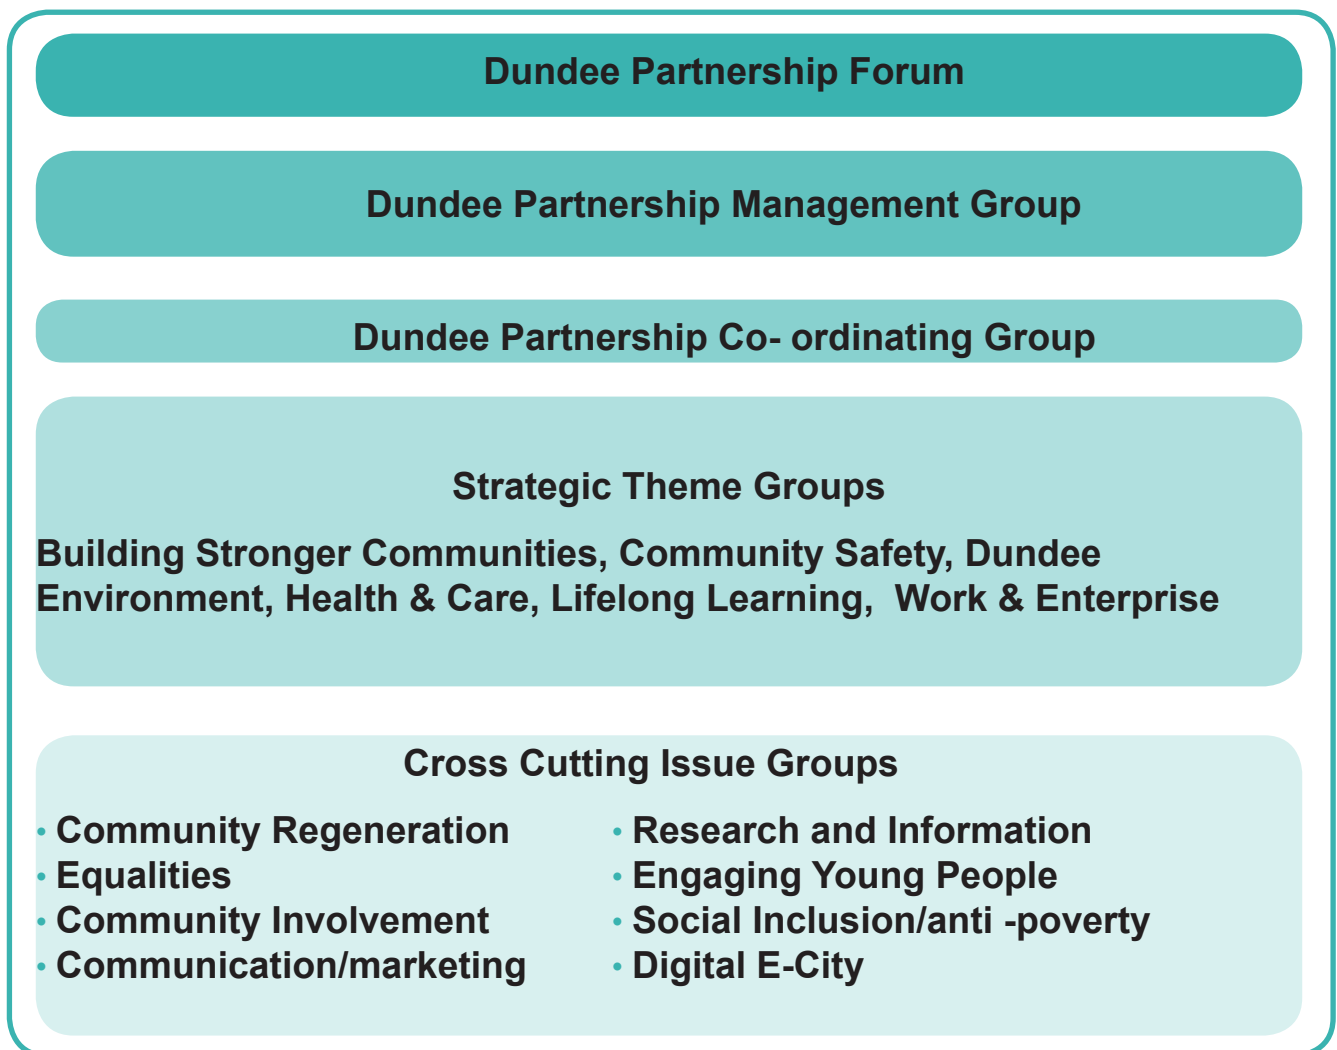 Dundee Partnership Forum
Dundee Partnership Management Group
Dundee Partnership Co- ordinating Group
Strategic Theme Groups
Building Stronger Communities, Community Safety, Dundee
Environment, Health & Care, Lifelong Learning,  Work & Enterprise
Cross Cutting Issue Groups
• Community Regeneration
• Equalities
• Community Involvement
• Communication/marketing
• Research and Information
• Engaging Young People
• Social Inclusion/anti -poverty
• Digital E-City